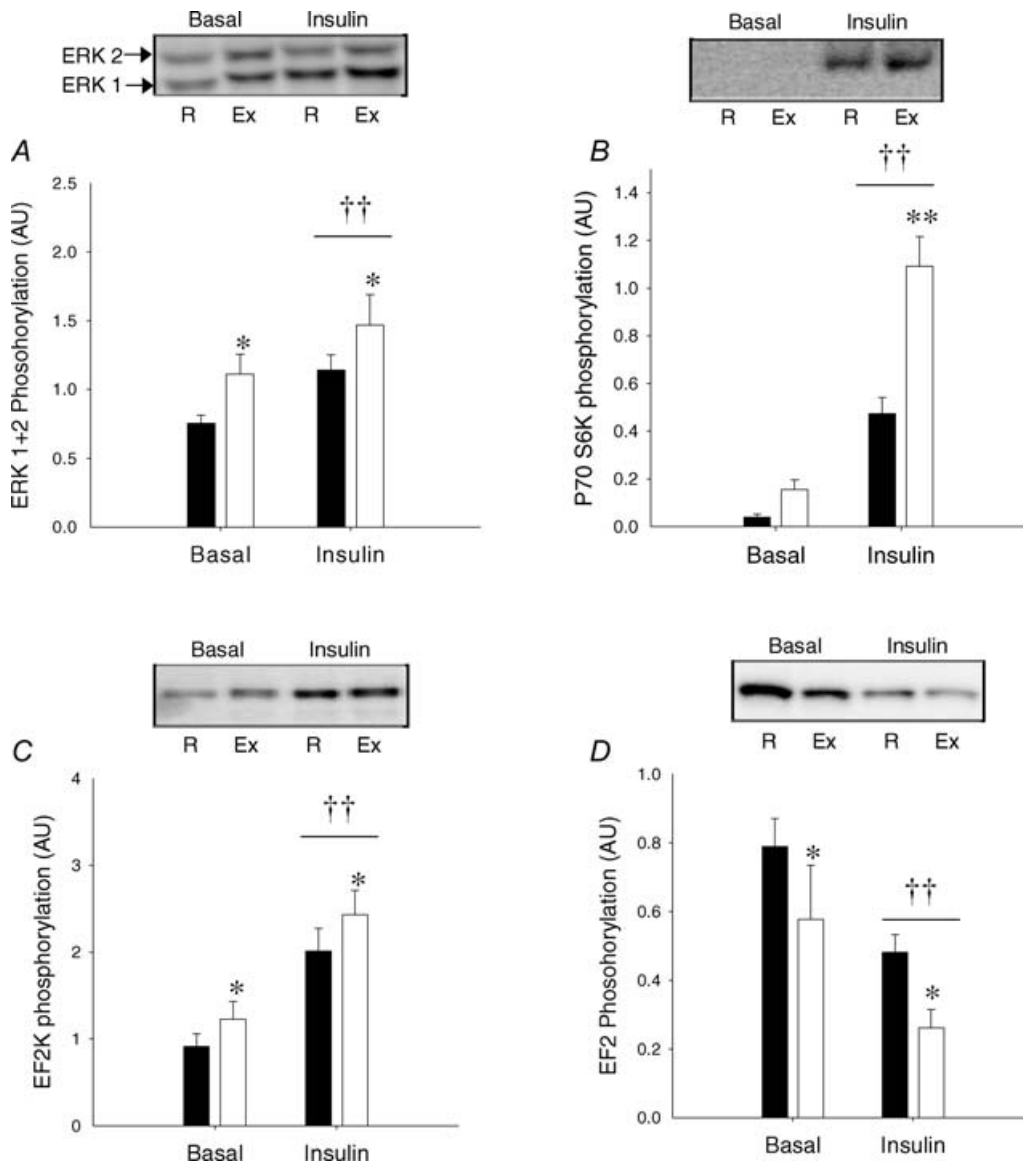 Basal Insulin
ERK 2
ERK 1
R Ex R Ex
A
ERK 1+2 Phosohorylation (AU)
2.5
2.0
1.5
1.0
0.5
0.0
* †† *
Basal Insulin
Basal Insulin
R Ex R Ex
B
P70 S6K phosphorylation (AU)
1.4
1.2
1.0
0.8
0.6
0.4
0.2
0.0
††
**
Basal Insulin
Basal Insulin
R Ex R Ex
C
EF2K phosphorylation (AU)
4
3
2
1
0
* †† *
Basal Insulin
Basal Insulin
R Ex R Ex
D
EF2 Phosohorylation (AU)
1.0
0.8
0.6
0.4
0.2
0.0
* †† *
Basal Insulin